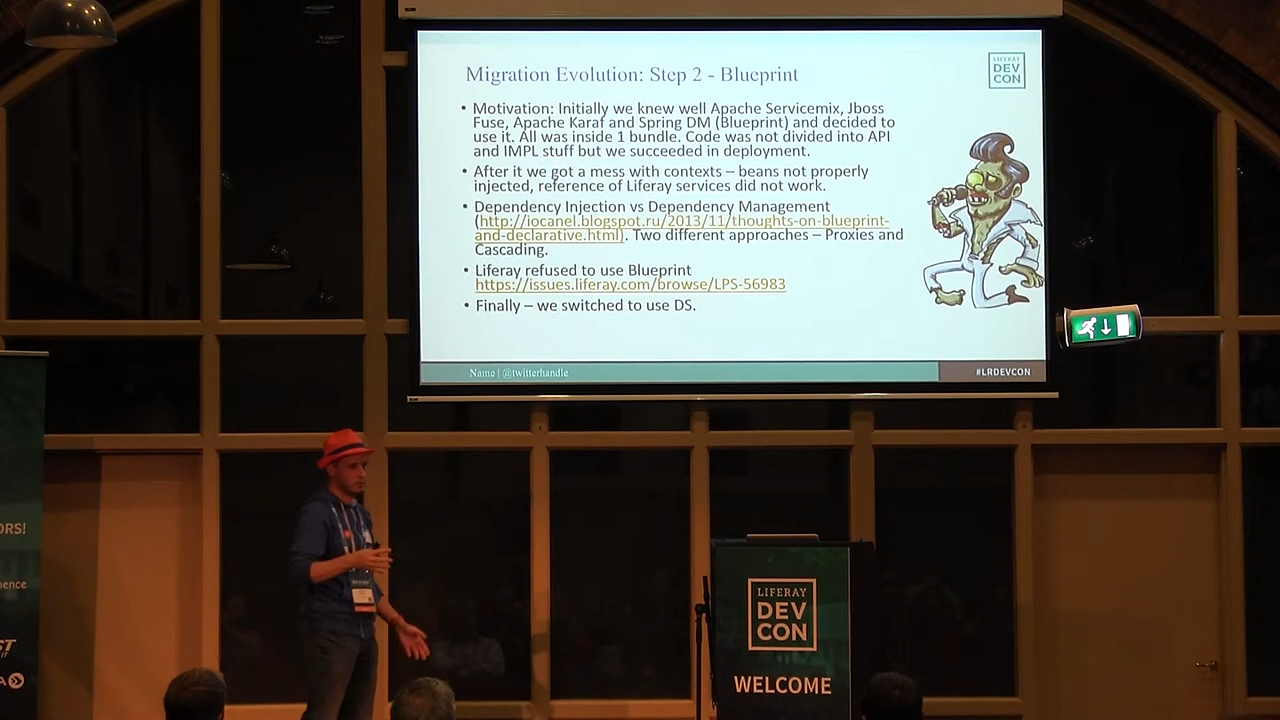 Migration Evolution: Step 2 - Blueprint
LIFERAY
DEV
CON
• Motivation: Initially we knew well Apache Servicemix, Jboss
Fuse, Apache Karaf and Spring DM (Blueprint) and decided to
use it. All was inside 1 bundle. Code was not divided into API
and IMPL stuff but we succeeded in deployment.
• After it we got a mess with contexts – beans not properly
injected, reference of Liferay services did not work.
• Dependency Injection vs Dependency Management
(http://iocanel.blogspot.ru/2013/11/thoughts-on-blueprint-
and-declarative.html). Two different approaches – Proxies and
Cascading.
• Liferay refused to use Blueprint
https://issues.liferay.com/browse/LPS-56983
• Finally – we switched to use DS.
Name | @twitterhandle
#LRDEVCON
ORS!
LIFERAY
DEV
CON
WELCOME